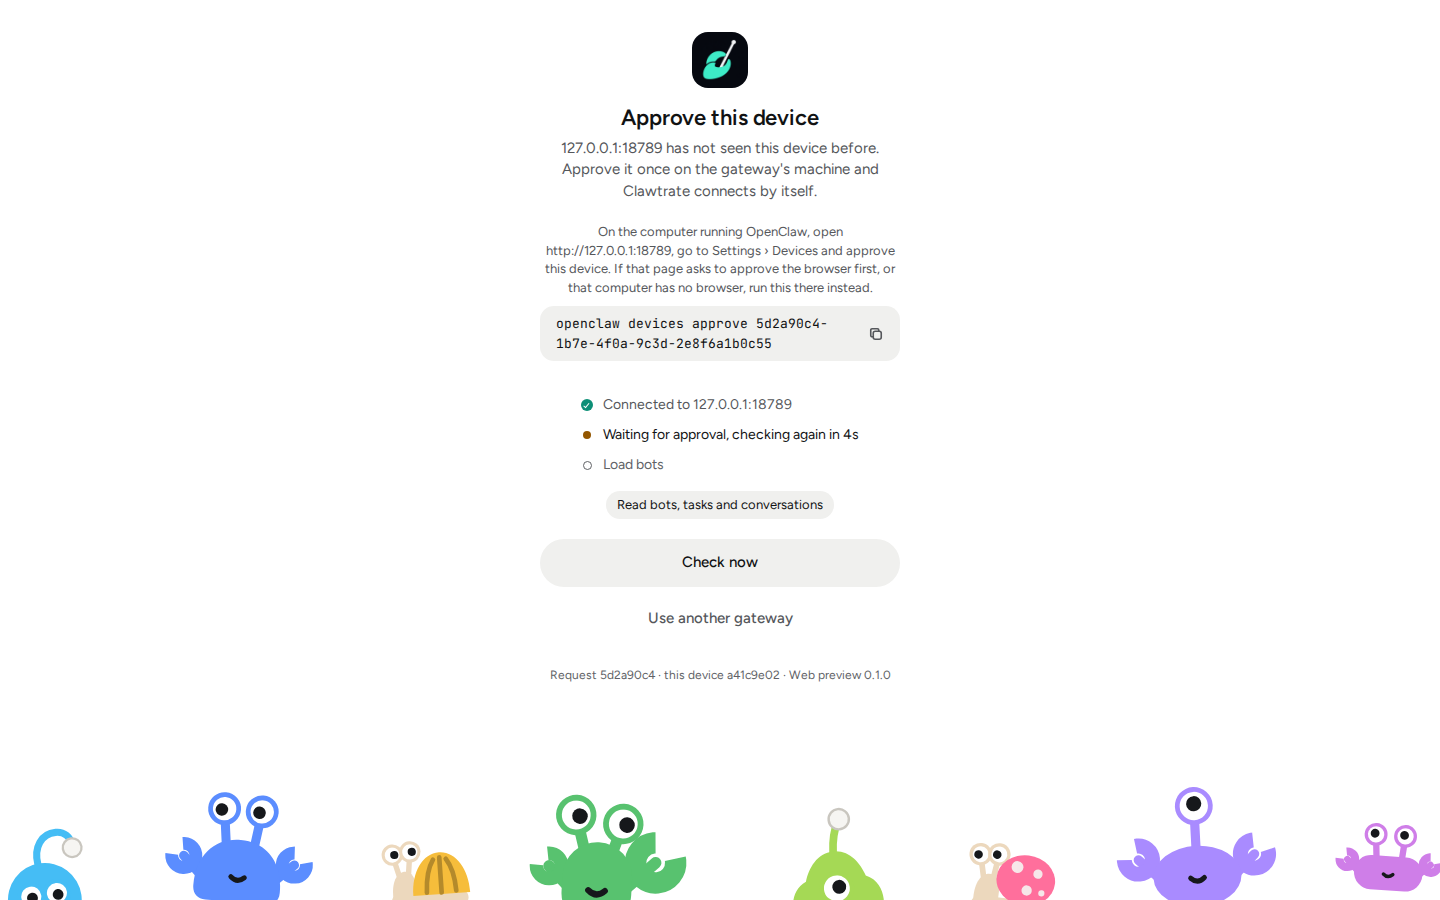 Approve this device
127.0.0.1:18789 has not seen this device before.
Approve it once on the gateway's machine and
Clawtrate connects by itself.
On the computer running OpenClaw, open
http://127.0.0.1:18789, go to Settings › Devices and approve
this device. If that page asks to approve the browser first, or
that computer has no browser, run this there instead.
openclaw devices approve 5d2a90c4-
1b7e-4f0a-9c3d-2e8f6a1b0c55
Connected to 127.0.0.1:18789
Waiting for approval, checking again in 4s
Load bots
Read bots, tasks and conversations
Check now
Use another gateway
Request 5d2a90c4 · this device a41c9e02 · Web preview 0.1.0